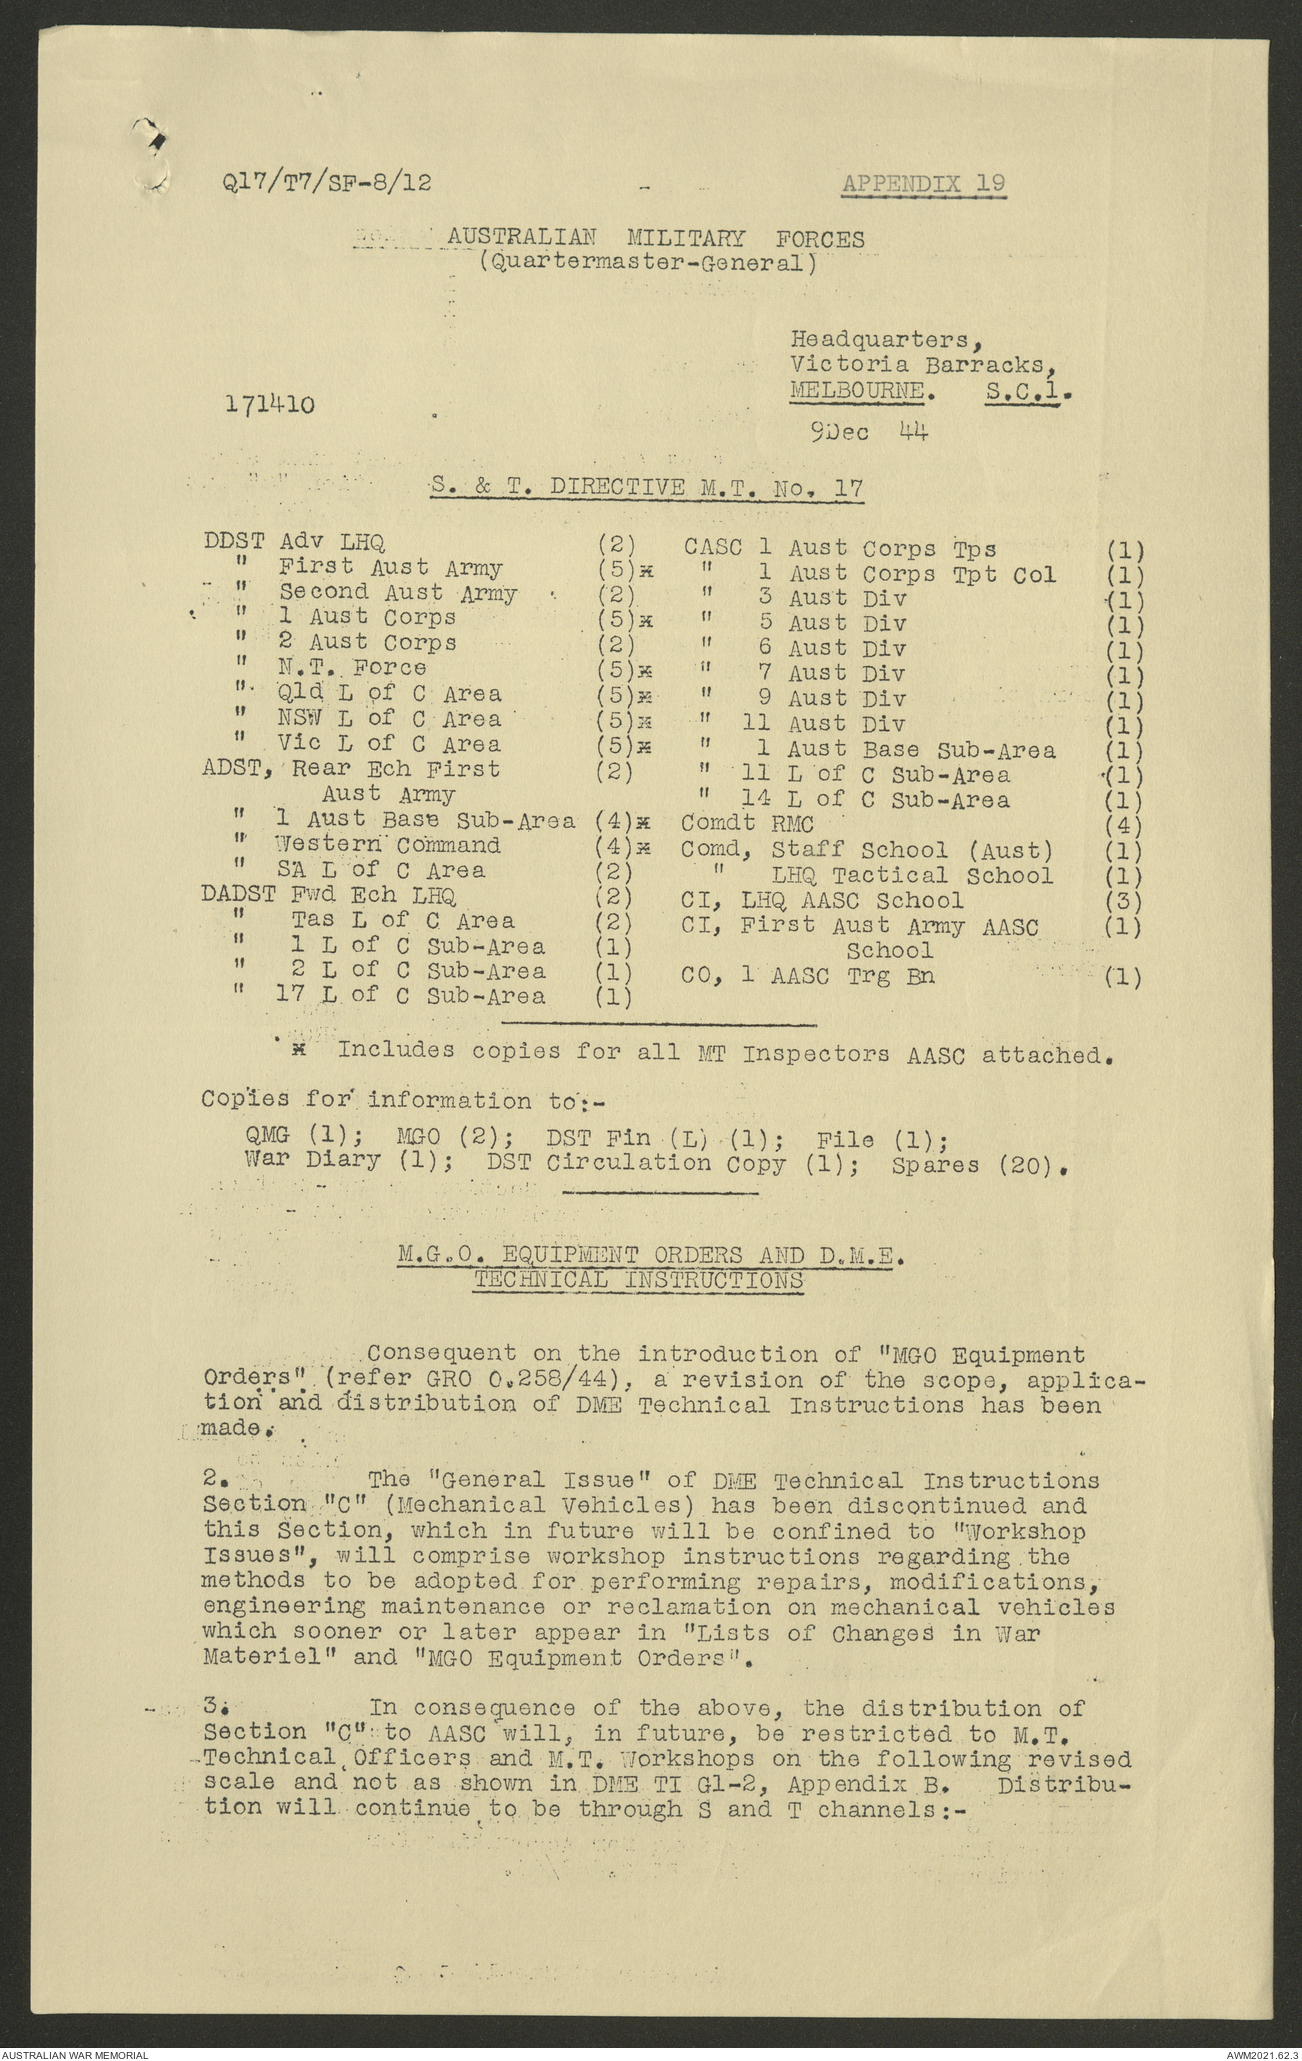 Q17/T7/SF-8/12
APPENDIX 19
AUSTRALIAN MILITARY FORCES
(Quartermaster-General)
Headquarters,
Victoria Barracks,
MELBOURNE. S.C.1.
171410
9Dec 44
S. & T. DIRECTIVE M.T. No. 17
DDST Adv LHQ (2)
" First Aust Army (5)x
" Second Aust Army (2)
" 1 Aust Corps (5)x
" 2 Aust Corps (2)
" N.T. Force (5)x
" Qld L of C Area (5)x
" NSW L of C Area (5)x
" Vic L of C Area (5)x
ADST, Rear Ech First (2)
Aust Army
" 1 Aust Base Sub-Area (4)x
" Western Command (4)x
" SA L of C Area (2)
DADST Fwd Ech LHQ (2)
" Tas L of C Area (2)
" 1 L of C Sub-Area (1)
" 2 L of C Sub-Area (1)
" 17 L of C Sub-Area (1)
CASC 1 Aust Corps Tps (1)
" 1 Aust Corps Tpt Col (1)
" 3 Aust Div (1)
" 5 Aust Div (1)
" 6 Aust Div (1)
" 7 Aust Div (1)
" 9 Aust Div (1)
" 11 Aust Div (1)
" 1 Aust Base Sub-Area (1)
" 11 L of C Sub-Area (1)
" 14 L of C Sub-Area (1)
Comdt RMC (4)
Comd, Staff School (Aust) (1)
" LHQ Tactical School (1)
CI, LHQ AASC School (3)
CI, First Aust Army AASC (1)
School
CO, 1 AASC Trg Bn (1)
x Includes copies for all MT Inspectors AASC attached.
Copies for information to:-
QMG (1); MGO (2); DST Fin (L) (1); File (1);
War Diary (1); DST Circulation Copy (1); Spares (20).
M.G.O. EQUIPMENT ORDERS AND D.M.E.
TECHNICAL INSTRUCTIONS
Consequent on the introduction of "MGO Equipment
Orders" (refer GRO O.258/44), a revision of the scope, applica-
tion and distribution of DME Technical Instructions has been
made.
2. The "General Issue" of DME Technical Instructions
Section "C" (Mechanical Vehicles) has been discontinued and
this Section, which in future will be confined to "Workshop
Issues", will comprise workshop instructions regarding the
methods to be adopted for performing repairs, modifications,
engineering maintenance or reclamation on mechanical vehicles
which sooner or later appear in "Lists of Changes in War
Materiel" and "MGO Equipment Orders".
3. In consequence of the above, the distribution of
Section "C" to AASC will, in future, be restricted to M.T.
Technical Officers and M.T. Workshops on the following revised
scale and not as shown in DME TI G1-2, Appendix B. Distribu-
tion will continue to be through S and T channels:-
AUSTRALIAN WAR MEMORIAL
AWM2021.62.3